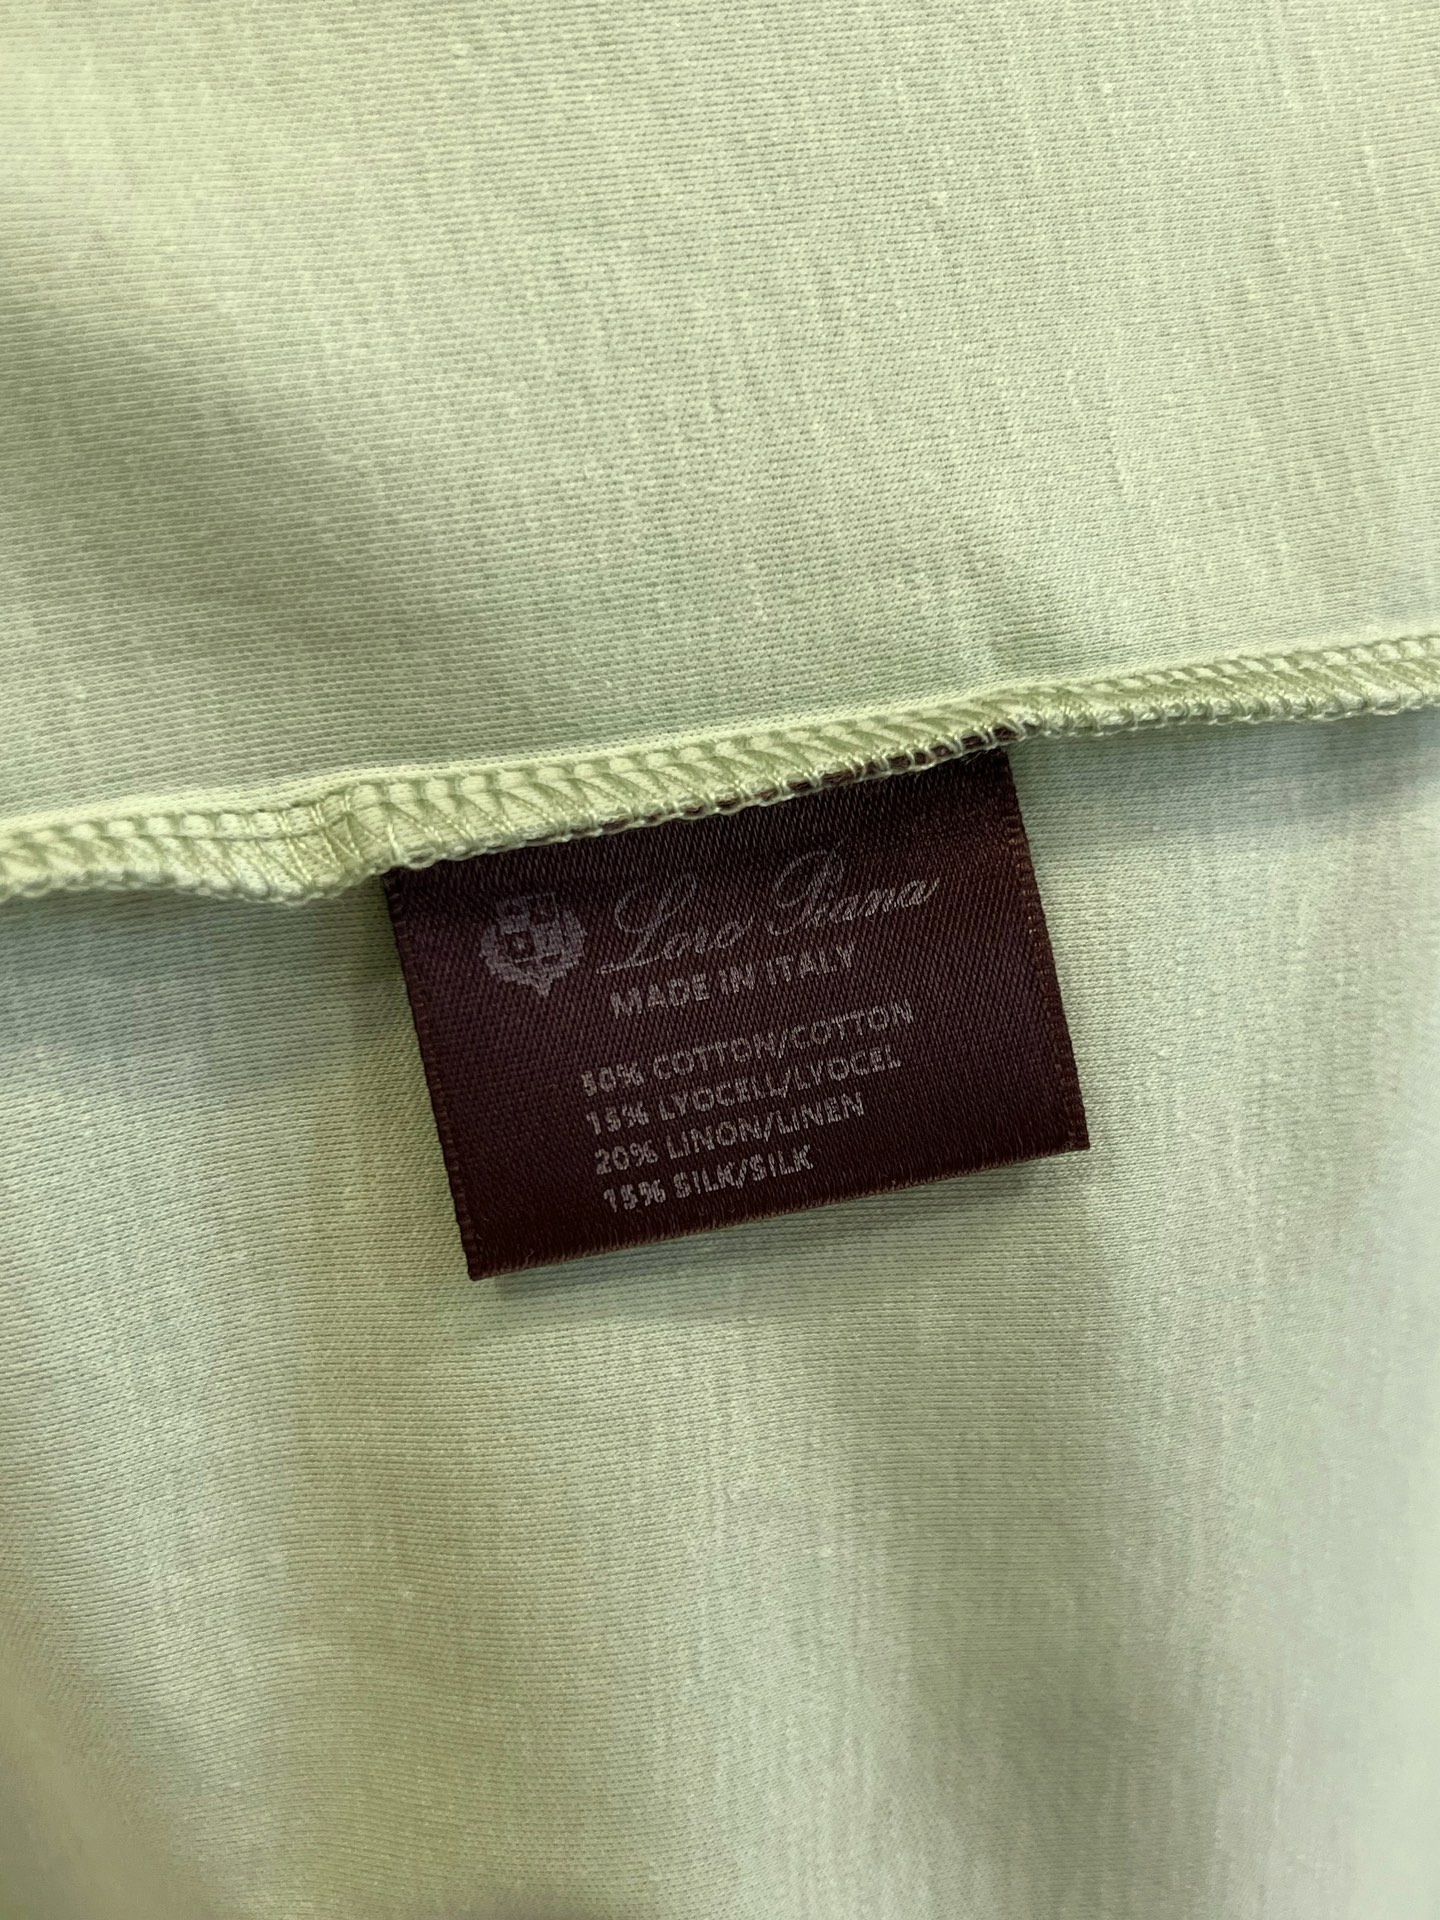 Loro Piana
MADE IN ITALY
50% COTTON/COTTON
15% LYOCELL/LYOCEL
20% LINON/LINEN
15% SILK/SILK